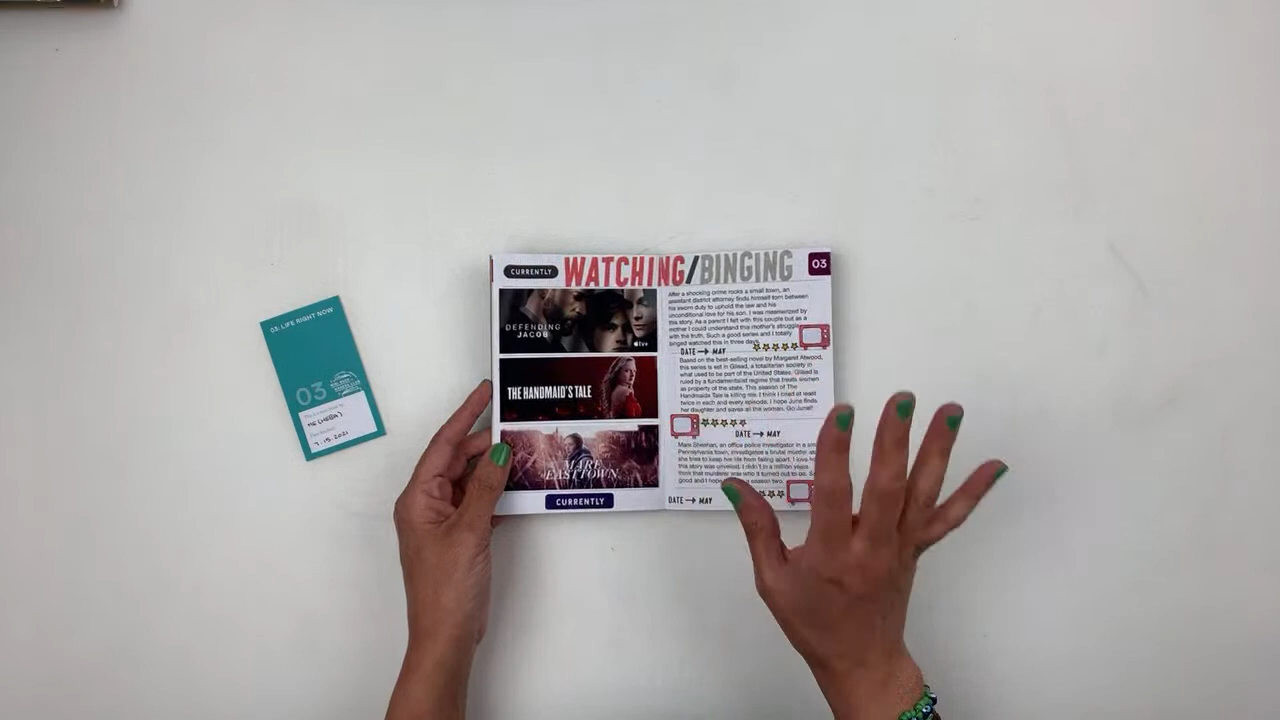 CURRENTLY
WATCHING/BINGING
03
DEFENDING
JACOB
tv+
THE HANDMAID'S TALE
MARE
EASTTOWN
CURRENTLY
After a shocking crime rocks a small town, an
assistant district attorney finds himself torn between
his sworn duty to uphold the law and his
unconditional love for his son. I was mesmerized by
this story. As a parent I felt with this couple but as a
mother I could understand this mother's struggle
with the truth. Such a good series and I totally
binged watched this in three days.
DATE → MAY
Based on the best-selling novel by Margaret Atwood,
this series is set in Gilead, a totalitarian society in
what used to be part of the United States. Gilead is
ruled by a fundamentalist regime that treats women
as property of the state. This season of The
Handmaids Tale is killing me. I think I cried at least
twice in each and every episode. I hope June finds
her daughter and saves all the woman. Go June!!
DATE → MAY
Mare Sheehan, an office police investigator in a
Pennsylvania town, investigates a brutal murder as
she tries to keep her life from falling apart. I love
this story was unveiled. I didn't in a million years
think that murderer was who it turned out to be.
good and I hope season two.
DATE → MAY
03: LIFE RIGHT NOW
03
ME (HEBA)
7.15.2021